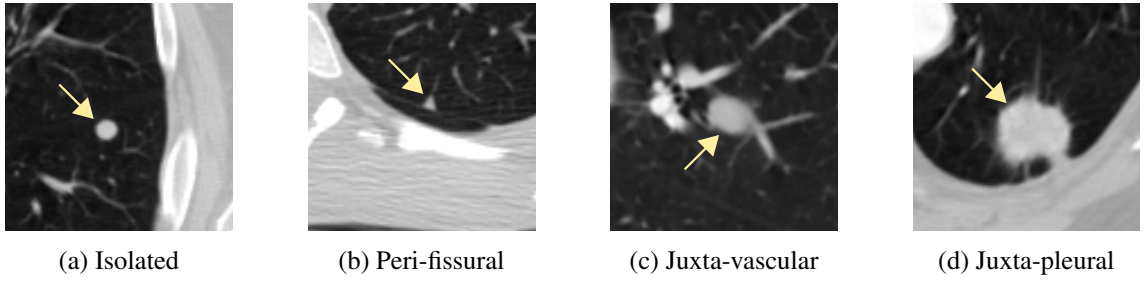 (a) Isolated
(b) Peri-fissural
(c) Juxta-vascular
(d) Juxta-pleural